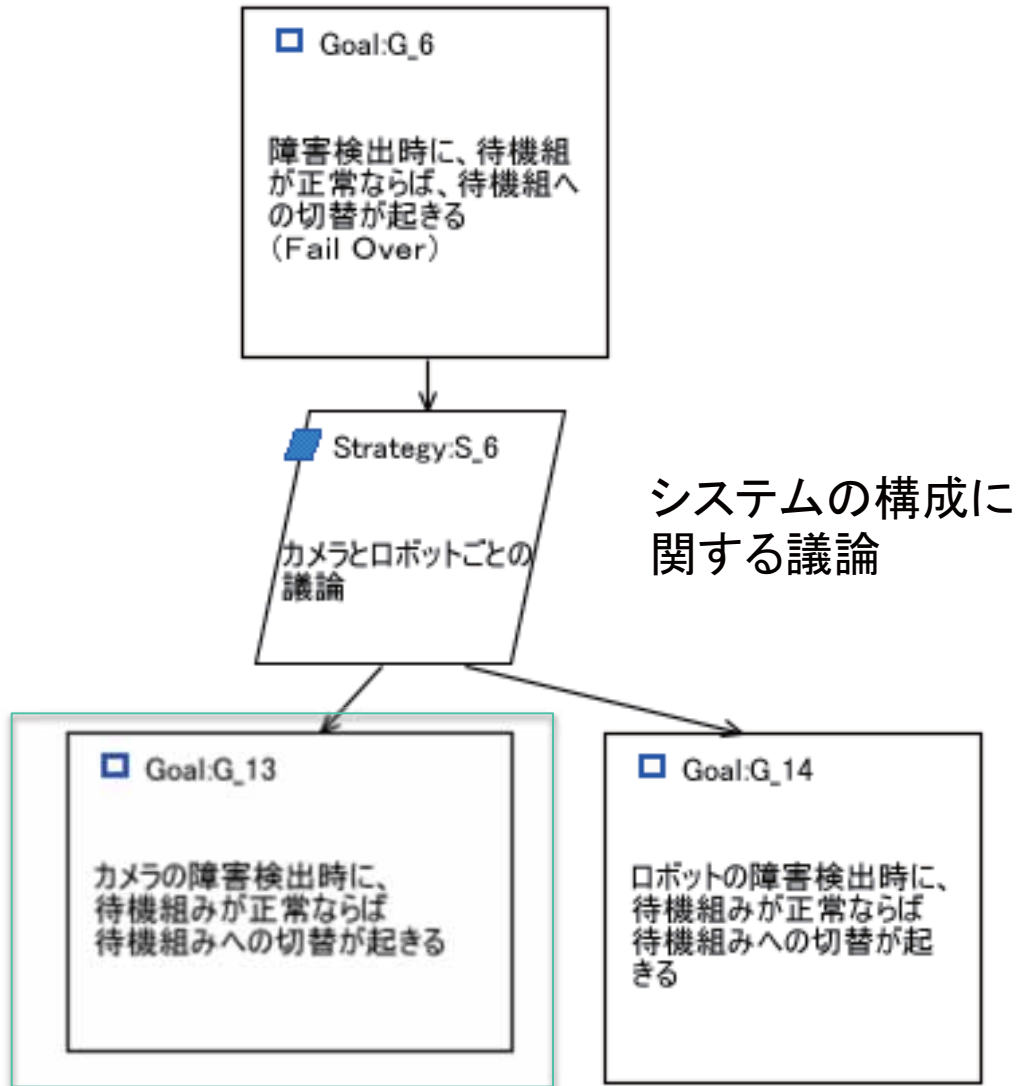 Goal:G_6
障害検出時に、待機組
が正常ならば、待機組へ
の切替が起きる
（Fail Over）
Strategy:S_6
カメラとロボットごとの
議論
システムの構成に
関する議論
Goal:G_13
カメラの障害検出時に、
待機組みが正常ならば
待機組みへの切替が起きる
Goal:G_14
ロボットの障害検出時に、
待機組みが正常ならば
待機組みへの切替が起
きる